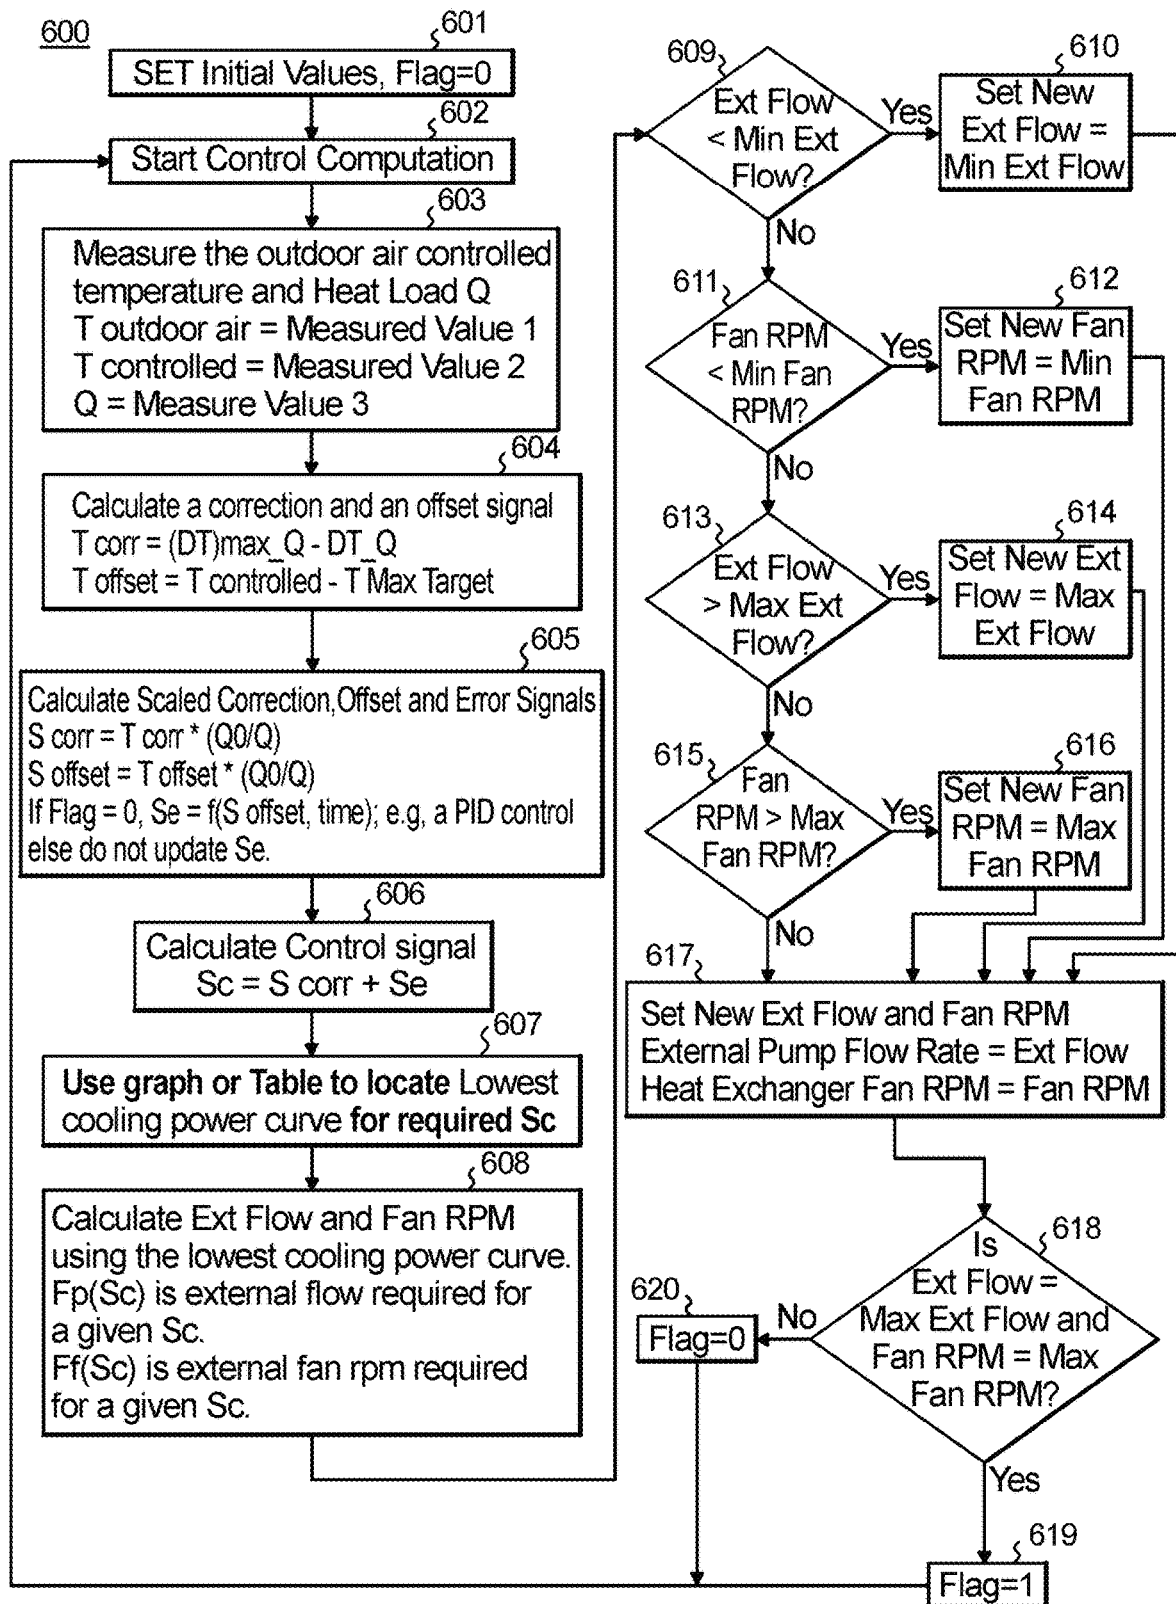 600
601
SET Initial Values, Flag=0
602
Start Control Computation
603
Measure the outdoor air controlled
temperature and Heat Load Q
T outdoor air = Measured Value 1
T controlled = Measured Value 2
Q = Measure Value 3
604
Calculate a correction and an offset signal
T corr = (DT)max_Q - DT_Q
T offset = T controlled - T Max Target
605
Calculate Scaled Correction,Offset and Error Signals
S corr = T corr * (Q0/Q)
S offset = T offset * (Q0/Q)
If Flag = 0, Se = f(S offset, time); e.g, a PID control
else do not update Se.
606
Calculate Control signal
Sc = S corr + Se
607
Use graph or Table to locate Lowest
cooling power curve for required Sc
608
Calculate Ext Flow and Fan RPM
using the lowest cooling power curve.
Fp(Sc) is external flow required for
a given Sc.
Ff(Sc) is external fan rpm required
for a given Sc.
609
Ext Flow
< Min Ext
Flow?
Yes
No
610
Set New
Ext Flow =
Min Ext Flow
611
Fan RPM
< Min Fan
RPM?
Yes
No
612
Set New Fan
RPM = Min
Fan RPM
613
Ext Flow
> Max Ext
Flow?
Yes
No
614
Set New Ext
Flow = Max
Ext Flow
615
Fan
RPM > Max
Fan RPM?
Yes
No
616
Set New Fan
RPM = Max
Fan RPM
617
Set New Ext Flow and Fan RPM
External Pump Flow Rate = Ext Flow
Heat Exchanger Fan RPM = Fan RPM
618
Is
Ext Flow =
Max Ext Flow and
Fan RPM = Max
Fan RPM?
No
Yes
620
Flag=0
619
Flag=1